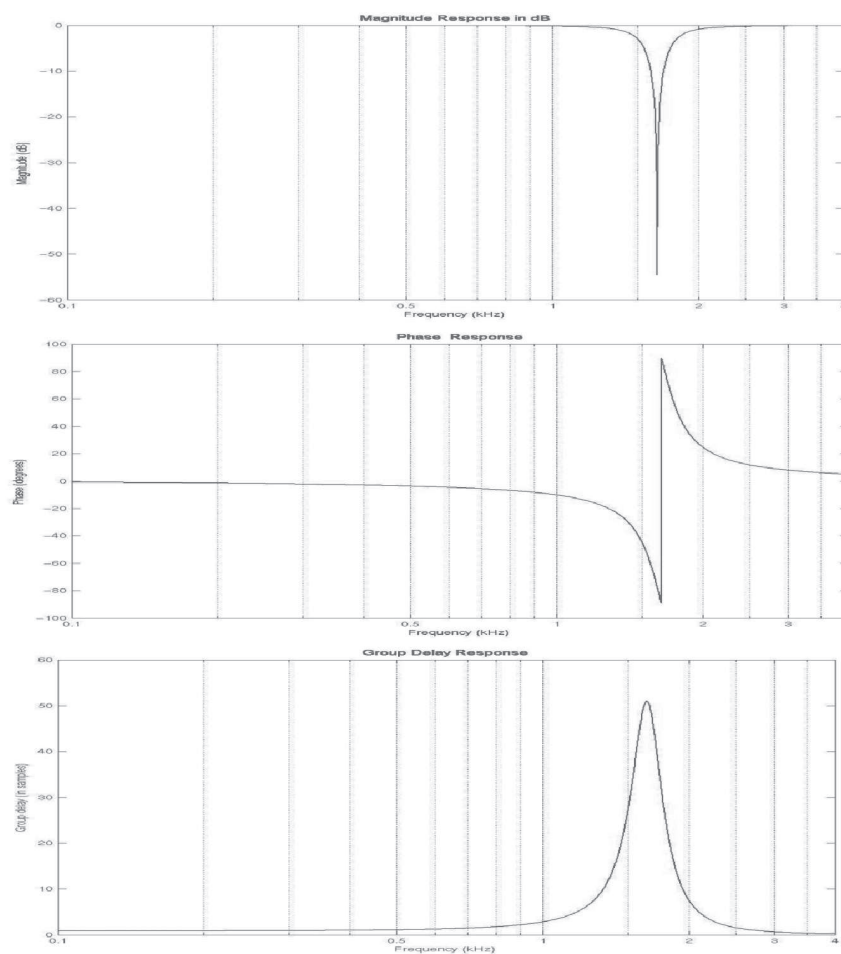 Magnitude Response in dB
0
−10
−20
−30
−40
−50
−60
Magnitude (dB)
0.1 0.5 1 2 3
Frequency (kHz)
Phase Response
100
80
60
40
20
0
−20
−40
−60
−80
−100
Phase (degrees)
0.1 0.5 1 2 3
Frequency (kHz)
Group Delay Response
60
50
40
30
20
10
0
Group delay (in samples)
0.1 0.5 1 2 3 4
Frequency (kHz)